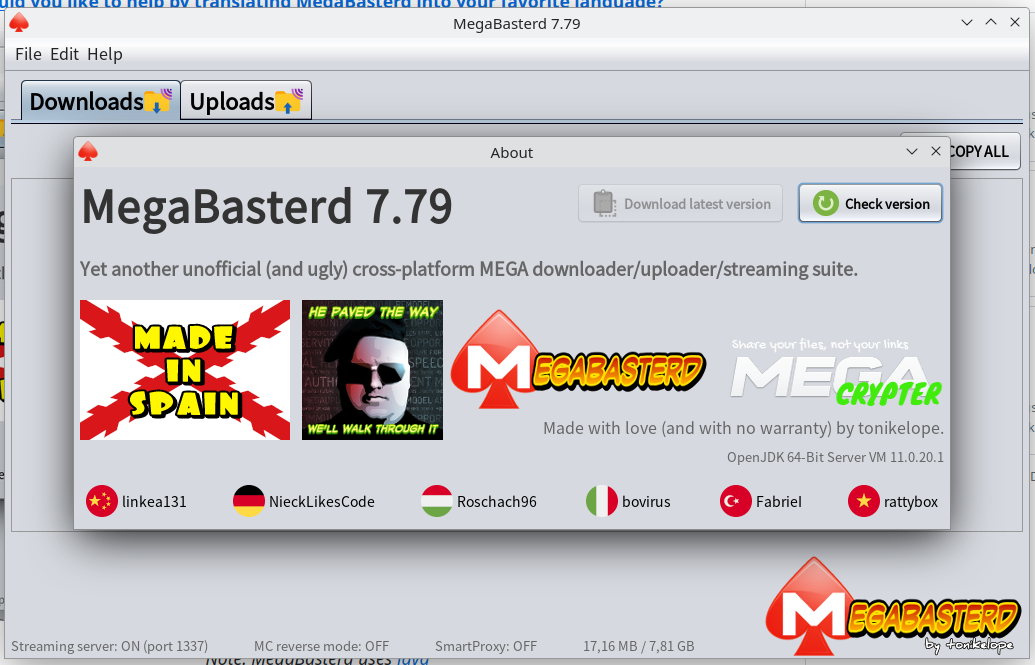 uld you like to help by translating MegaBasterd into your favorite language?
MegaBasterd 7.79
File Edit Help
Downloads
Uploads
COPY ALL
About
MegaBasterd 7.79
Download latest version
Check version
Yet another unofficial (and ugly) cross-platform MEGA downloader/uploader/streaming suite.
MADE
IN
SPAIN
HE PAVED THE WAY
WE'LL WALK THROUGH IT
MEGABASTERD
Share your files, not your links
MEGA
CRYPTER
Made with love (and with no warranty) by tonikelope.
OpenJDK 64-Bit Server VM 11.0.20.1
linkea131
NieckLikesCode
Roschach96
bovirus
FabrieI
rattybox
MEGABASTERD
by tonikelope
Streaming server: ON (port 1337)
MC reverse mode: OFF
SmartProxy: OFF
17,16 MB / 7,81 GB
Note: MegaBasterd uses java